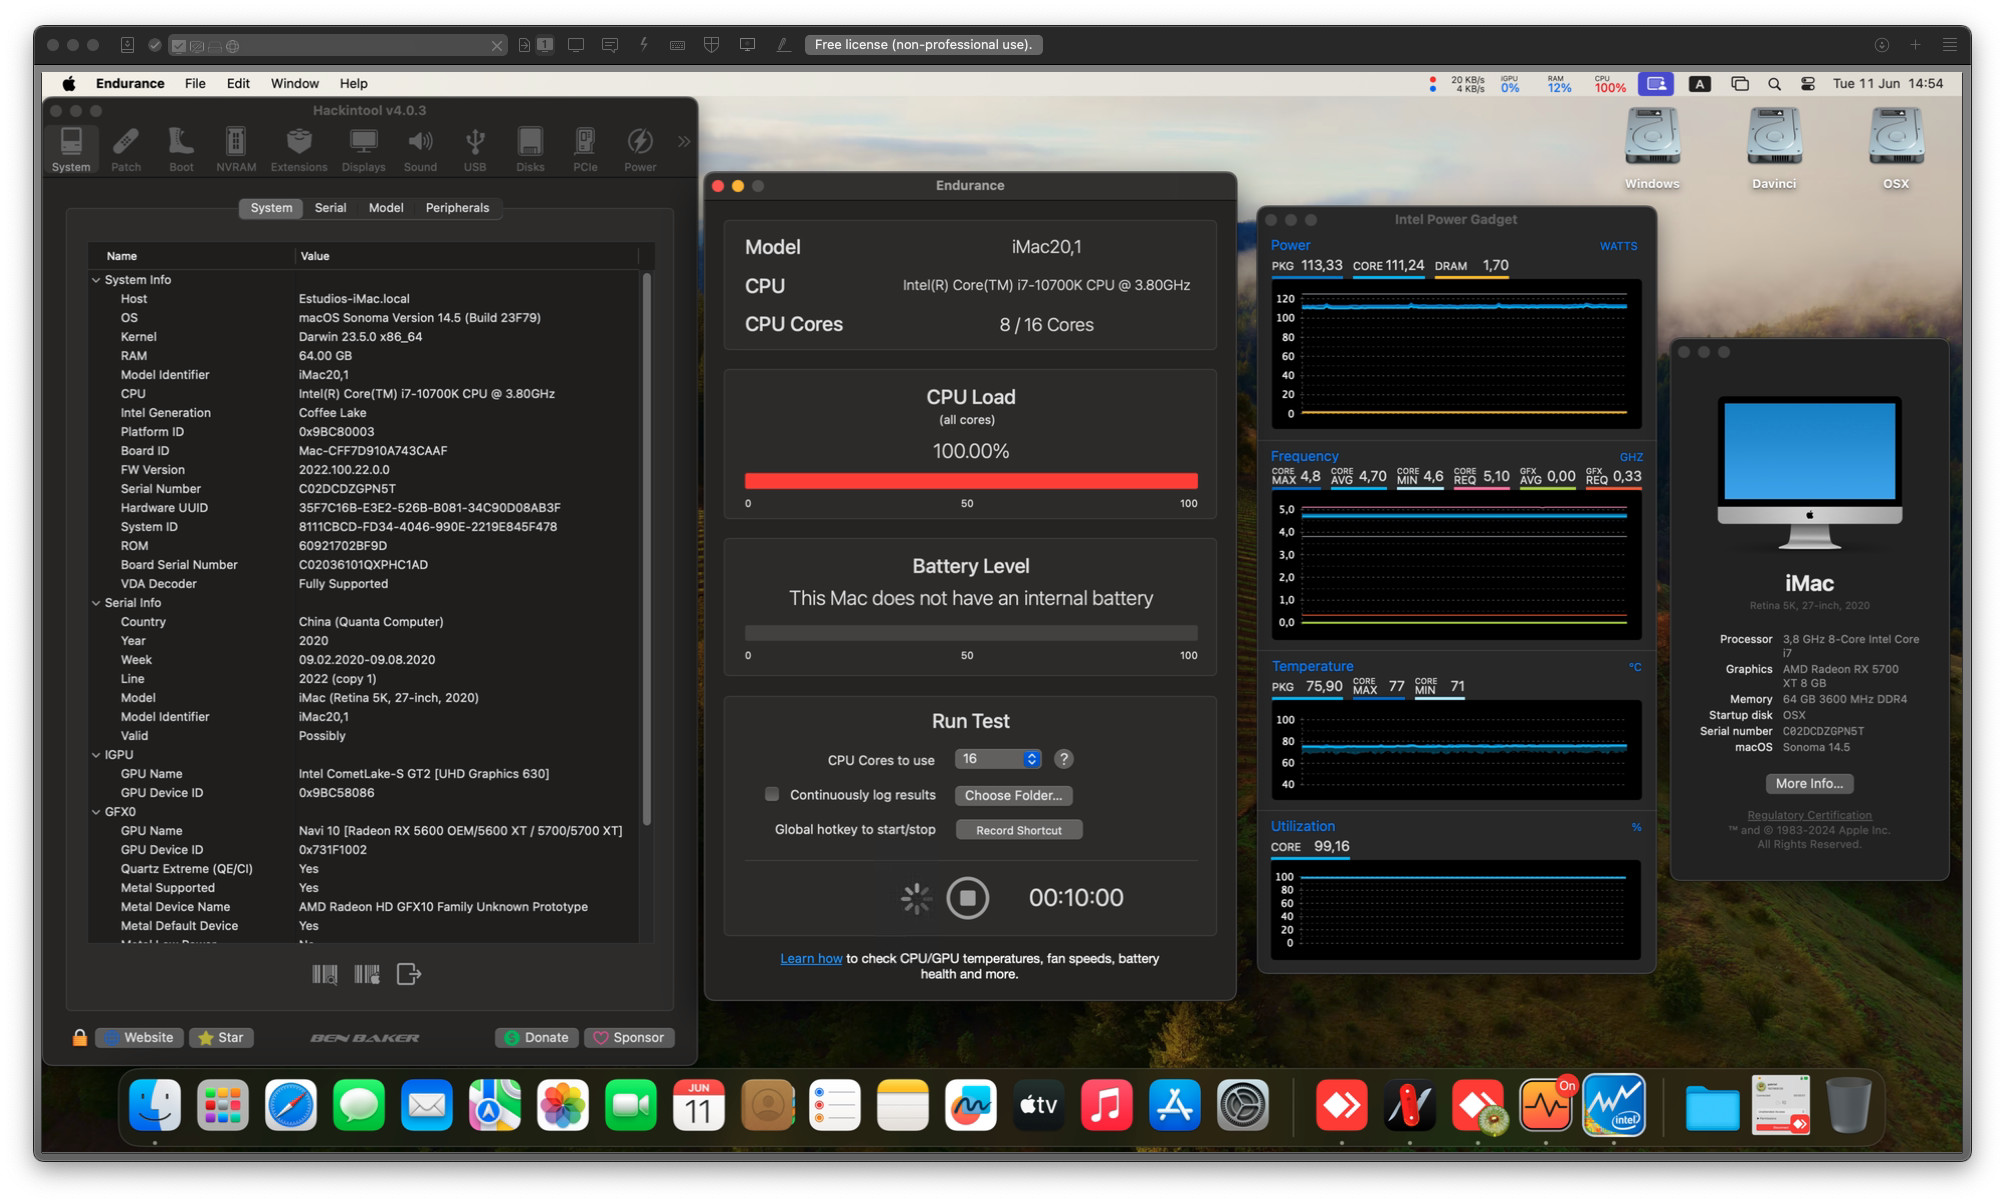 Free license (non-professional use).
1
Endurance File Edit Window Help
20 KB/s
4 KB/s
IGPU
0%
RAM
12%
CPU
100%
A
Tue 11 Jun 14:54
Hackintool v4.0.3
System Patch Boot NVRAM Extensions Displays Sound USB Disks PCIe Power
System Serial Model Peripherals
Name Value
System Info
Host Estudios-iMac.local
OS macOS Sonoma Version 14.5 (Build 23F79)
Kernel Darwin 23.5.0 x86_64
RAM 64.00 GB
Model Identifier iMac20,1
CPU Intel(R) Core(TM) i7-10700K CPU @ 3.80GHz
Intel Generation Coffee Lake
Platform ID 0x9BC80003
Board ID Mac-CFF7D910A743CAAF
FW Version 2022.100.22.0.0
Serial Number C02DCDZGPN5T
Hardware UUID 35F7C16B-E3E2-526B-B081-34C90D08AB3F
System ID 8111CBCD-FD34-4046-990E-2219E845F478
ROM 60921702BF9D
Board Serial Number C02036101QXPHC1AD
VDA Decoder Fully Supported
Serial Info
Country China (Quanta Computer)
Year 2020
Week 09.02.2020-09.08.2020
Line 2022 (copy 1)
Model iMac (Retina 5K, 27-inch, 2020)
Model Identifier iMac20,1
Valid Possibly
IGPU
GPU Name Intel CometLake-S GT2 [UHD Graphics 630]
GPU Device ID 0x9BC58086
GFX0
GPU Name Navi 10 [Radeon RX 5600 OEM/5600 XT / 5700/5700 XT]
GPU Device ID 0x731F1002
Quartz Extreme (QE/CI) Yes
Metal Supported Yes
Metal Device Name AMD Radeon HD GFX10 Family Unknown Prototype
Metal Default Device Yes
Website Star BEN BAKER Donate Sponsor
Endurance
Model iMac20,1
CPU Intel(R) Core(TM) i7-10700K CPU @ 3.80GHz
CPU Cores 8 / 16 Cores
CPU Load
(all cores)
100.00%
0 50 100
Battery Level
This Mac does not have an internal battery
0 50 100
Run Test
CPU Cores to use 16 ?
Continuously log results Choose Folder...
Global hotkey to start/stop Record Shortcut
00:10:00
Learn how to check CPU/GPU temperatures, fan speeds, battery
health and more.
Intel Power Gadget
Power WATTS
PKG 113,33 CORE 111,24 DRAM 1,70
120
100
80
60
40
20
0
Frequency GHZ
CORE MAX 4,8 CORE AVG 4,70 CORE MIN 4,6 CORE REQ 5,10 GFX AVG 0,00 GFX REQ 0,33
5,0
4,0
3,0
2,0
1,0
0,0
Temperature °C
PKG 75,90 CORE MAX 77 CORE MIN 71
100
80
60
40
Utilization %
CORE 99,16
100
80
60
40
20
0
Windows Davinci OSX
iMac
Retina 5K, 27-inch, 2020
Processor 3,8 GHz 8-Core Intel Core
i7
Graphics AMD Radeon RX 5700
XT 8 GB
Memory 64 GB 3600 MHz DDR4
Startup disk OSX
Serial number C02DCDZGPN5T
macOS Sonoma 14.5
More Info...
Regulatory Certification
™ and © 1983-2024 Apple Inc.
All Rights Reserved.
JUN
11
tv
On
intel